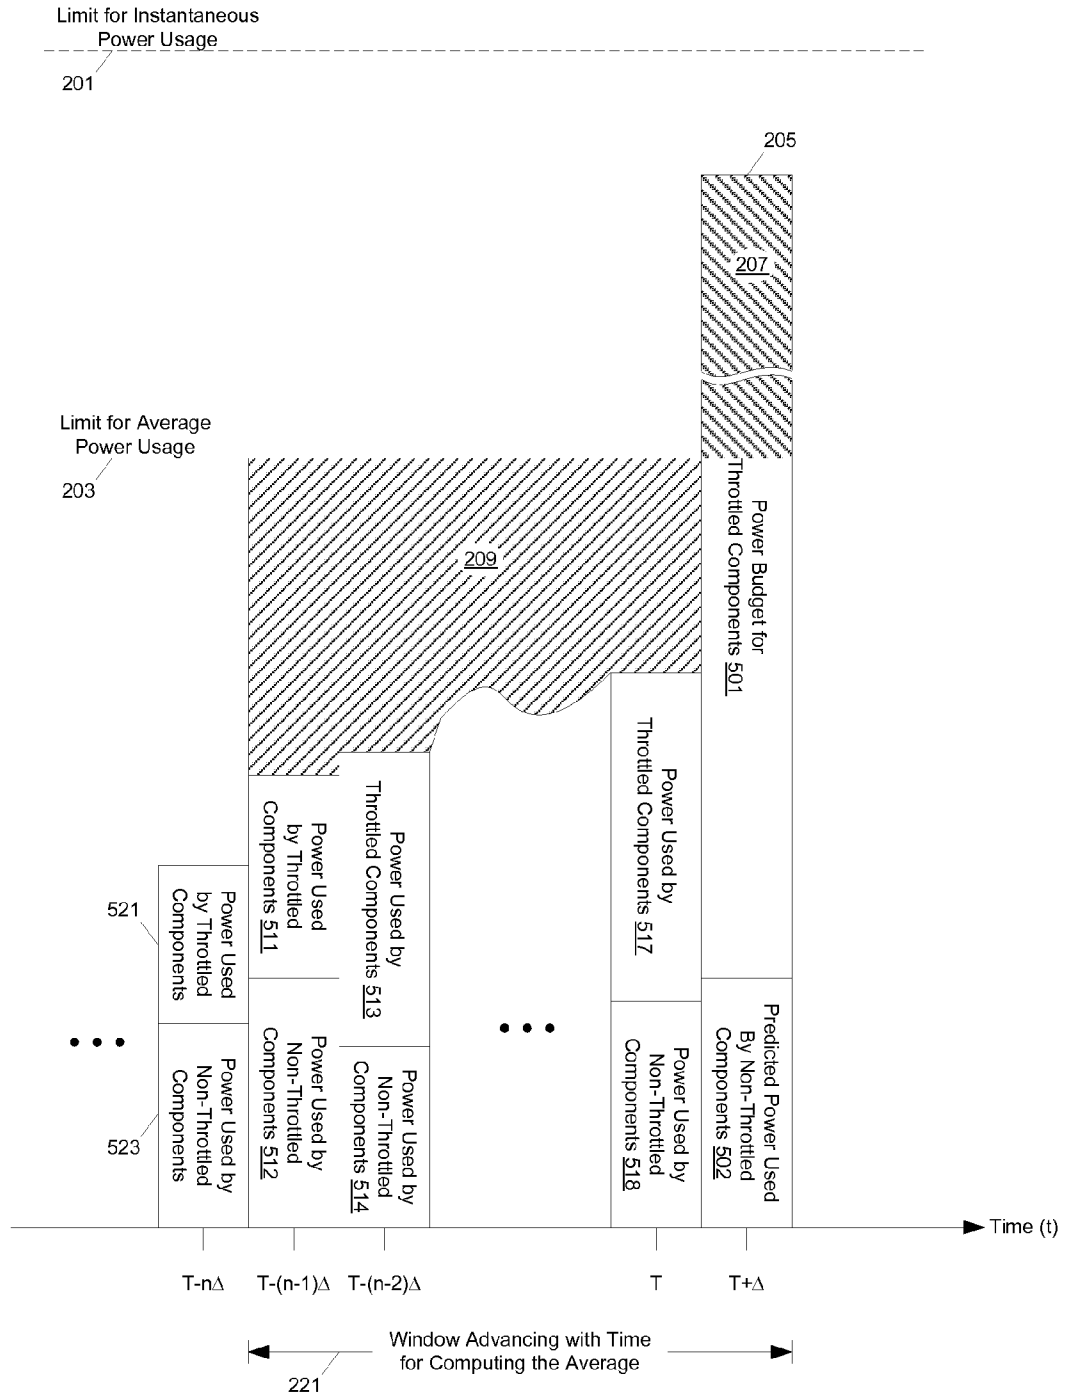 Limit for Instantaneous
Power Usage
201
205
207
Limit for Average
Power Usage
203
209
Power Budget for
Throttled Components 501
Power Used by
Throttled Components 517
Power Used by
Throttled Components 513
Power Used
by Throttled
Components 511
Power Used
by Throttled
Components
521
Power Used by
Non-Throttled
Components
523
Power Used by
Non-Throttled
Components 512
Power Used by
Non-Throttled
Components 514
Power Used by
Non-Throttled
Components 518
Predicted Power Used
By Non-Throttled
Components 502
Time (t)
T-nΔ
T-(n-1)Δ
T-(n-2)Δ
T
T+Δ
Window Advancing with Time
for Computing the Average
221